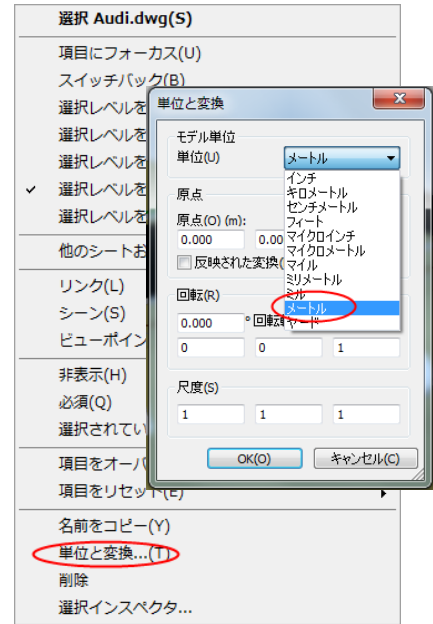 選択 Audi.dwg(S)
項目にフォーカス(U)
スイッチバック(B)
選択レベルを
選択レベルを
選択レベルを
選択レベルを
選択レベルを
他のシートお
リンク(L)
シーン(S)
ビューポイン
非表示(H)
必須(Q)
選択されてい
項目をオーバ
項目をリセット(E)
名前をコピー(Y)
単位と変換...(T)
削除
選択インスペクタ...
単位と変換
モデル単位
単位(U)
メートル
インチ
キロメートル
センチメートル
フィート
マイクロインチ
マイクロメートル
マイル
ミリメートル
ミル
メートル
ヤード
原点
原点(O) (m):
0.000 0.00
反映された変換(
回転(R)
0.000 ° 回転
0 0 1
尺度(S)
1 1 1
OK(O) キャンセル(C)